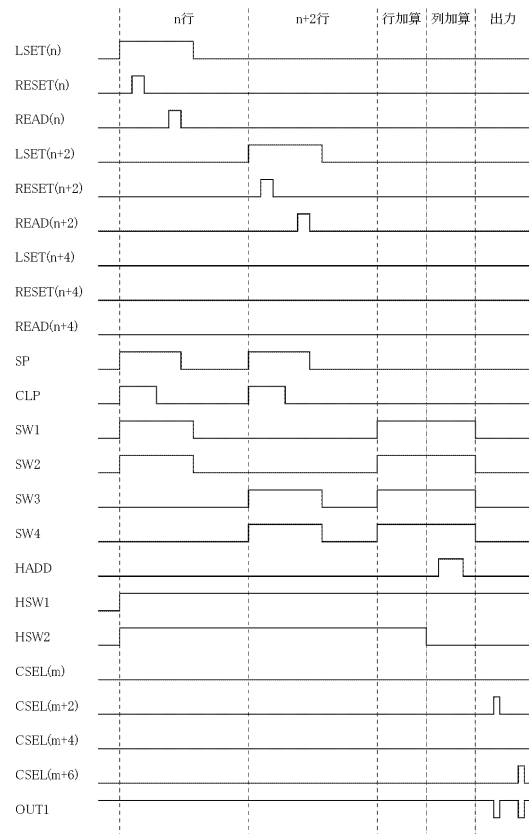 n行 n+2行 行加算 列加算 出力
LSET(n)
RESET(n)
READ(n)
LSET(n+2)
RESET(n+2)
READ(n+2)
LSET(n+4)
RESET(n+4)
READ(n+4)
SP
CLP
SW1
SW2
SW3
SW4
HADD
HSW1
HSW2
CSEL(m)
CSEL(m+2)
CSEL(m+4)
CSEL(m+6)
OUT1